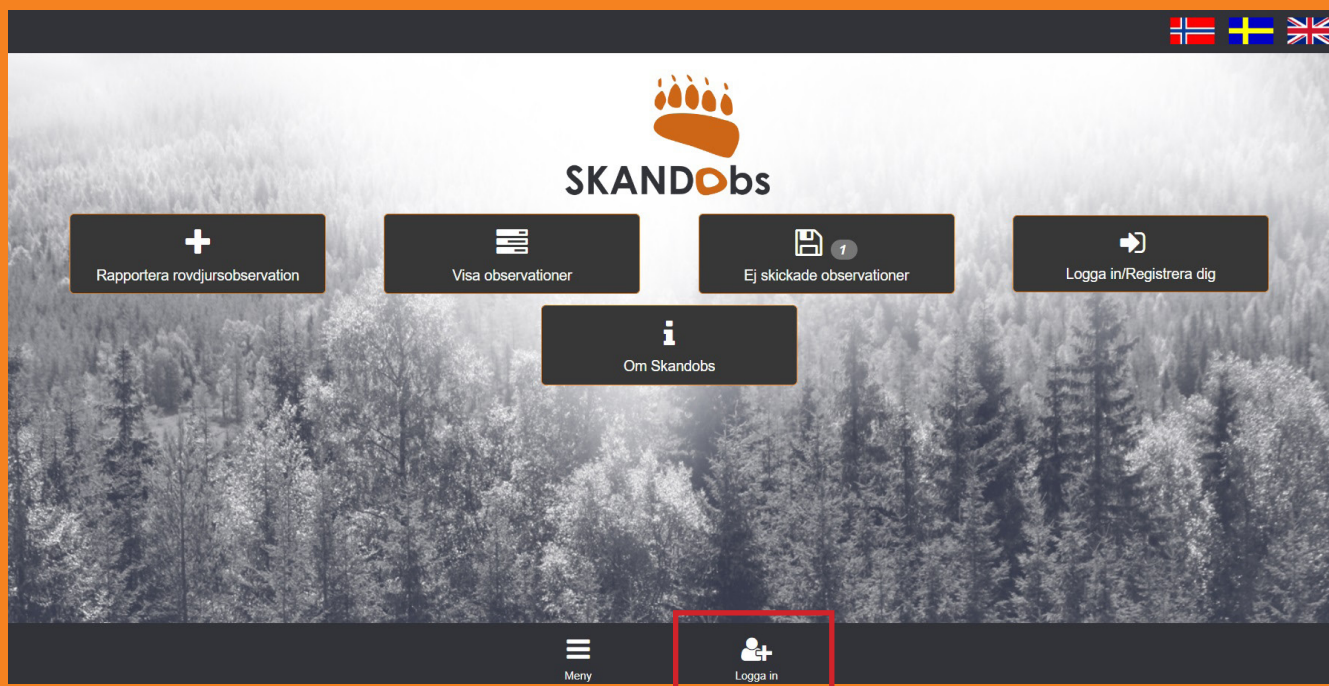 SKANDObs
Rapportera rovdjursobservation
Visa observationer
1
Ej skickade observationer
Logga in/Registrera dig
Om Skandobs
Meny
Logga in